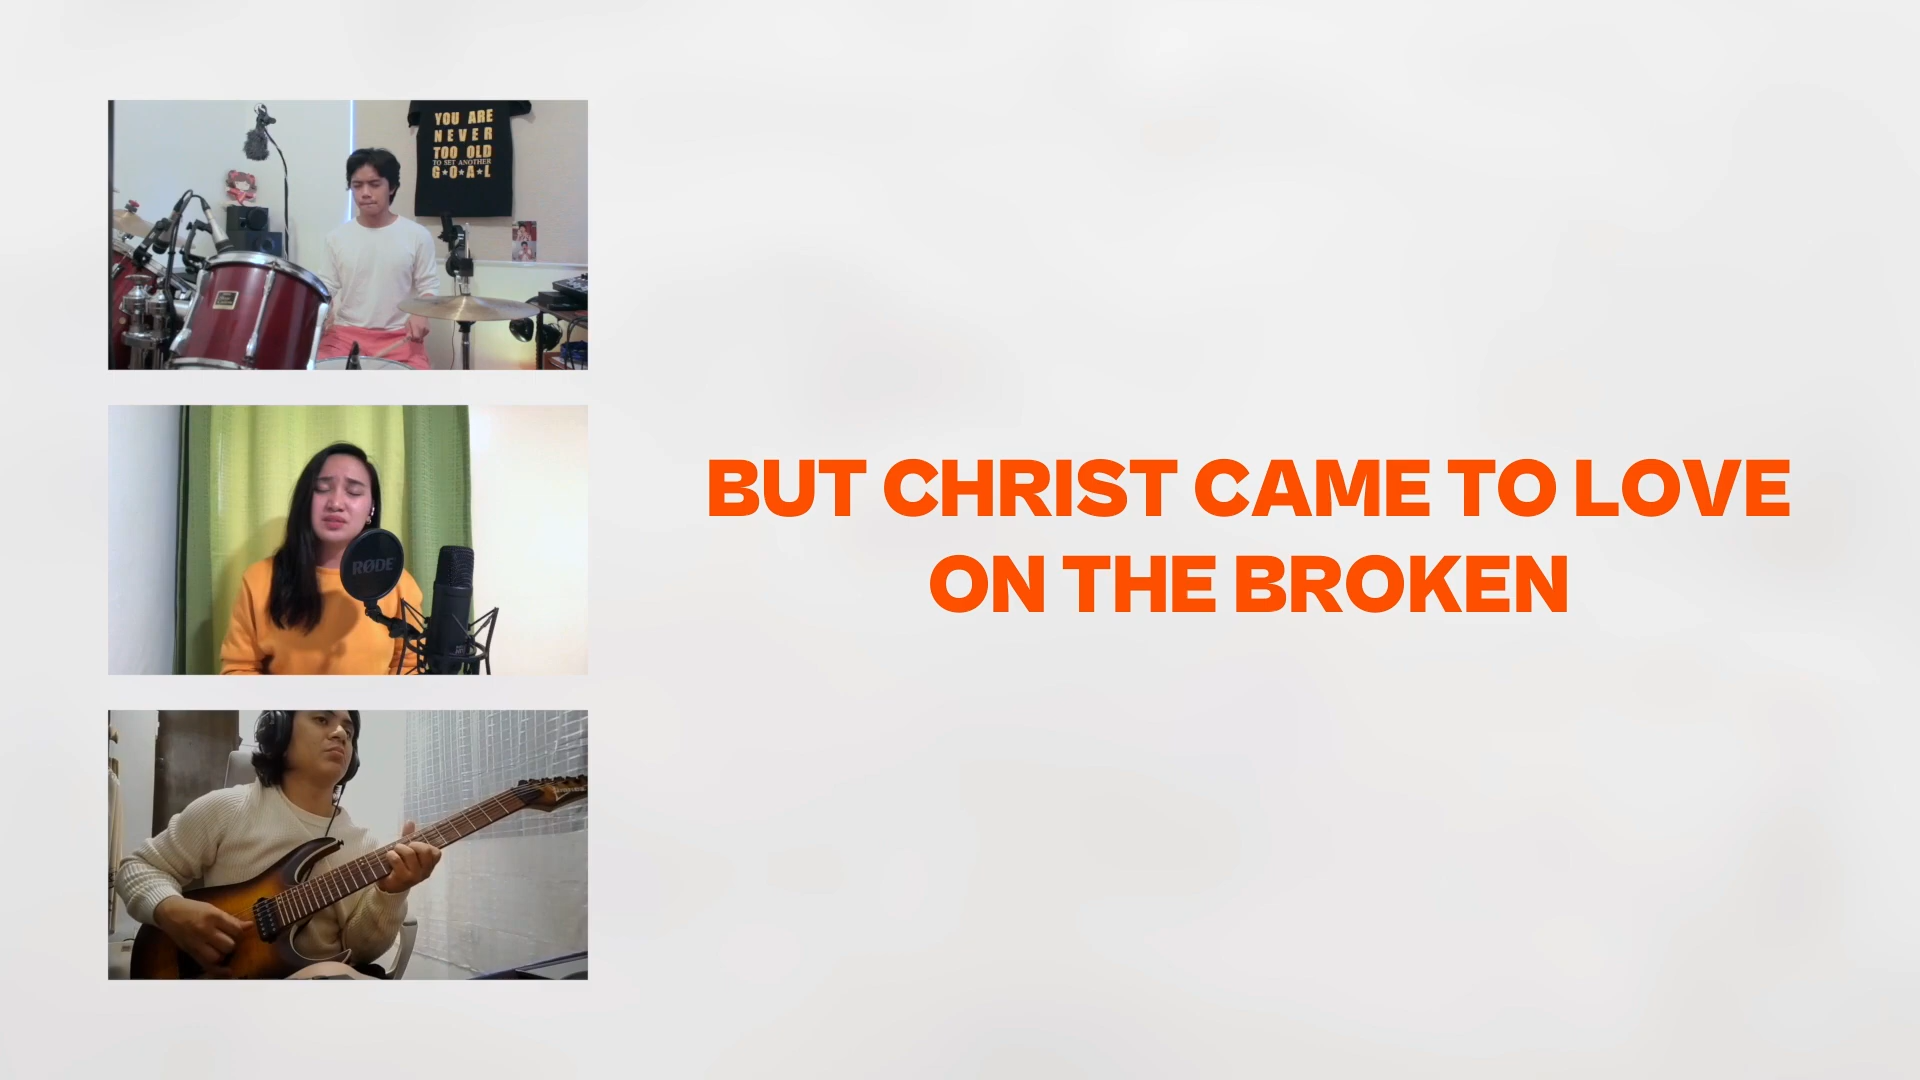 YOU ARE
NEVER
TOO OLD
TO SET ANOTHER
G★O★A★L
RØDE
BUT CHRIST CAME TO LOVE
ON THE BROKEN